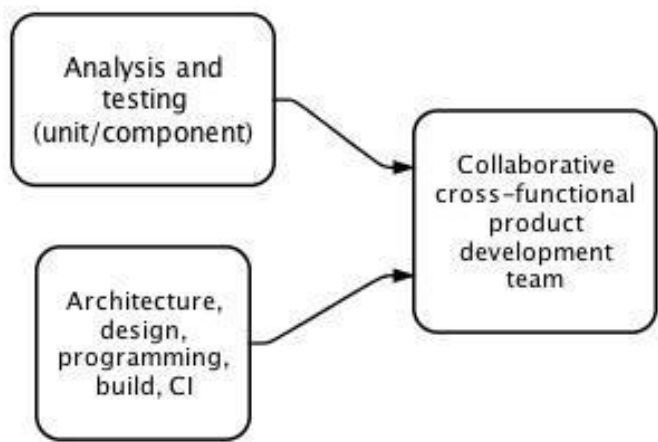 Analysis and
testing
(unit/component)
Collaborative
cross-functional
product
development
team
Architecture,
design,
programming,
build, CI